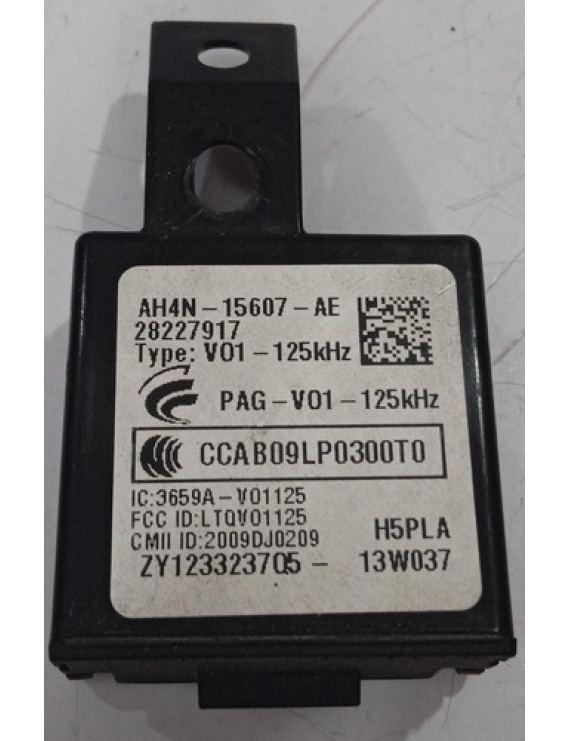 AH4N-15607-AE
28227917
Type: V01-125kHz
PAG-V01-125kHz
CCAB09LP0300T0
IC:3659A-V01125
FCC ID:LTQV01125
CMII ID:2009DJ0209
H5PLA
ZY123323705- 13W037